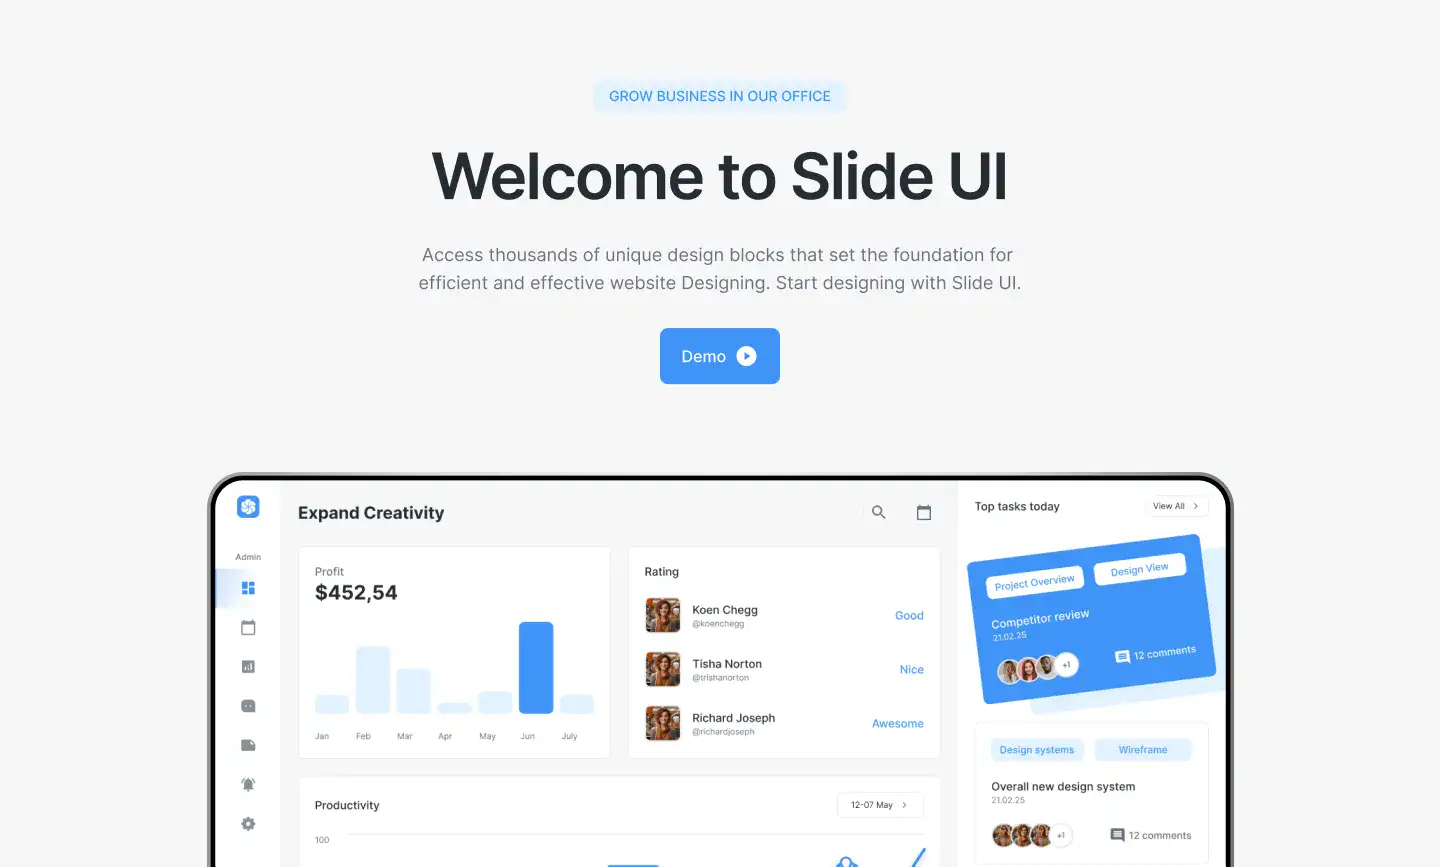 GROW BUSINESS IN OUR OFFICE
Welcome to Slide UI
Access thousands of unique design blocks that set the foundation for
efficient and effective website Designing. Start designing with Slide UI.
Demo
Admin
Expand Creativity
Profit
$452,54
Jan Feb Mar Apr May Jun July
Rating
Koen Chegg
@koenchegg
Good
Tisha Norton
@trishanorton
Nice
Richard Joseph
@richardjoseph
Awesome
Productivity
12-07 May
100
Top tasks today
View All
Project Overview
Design View
Competitor review
21.02.25
+1
12 comments
Design systems
Wireframe
Overall new design system
21.02.25
+1
12 comments